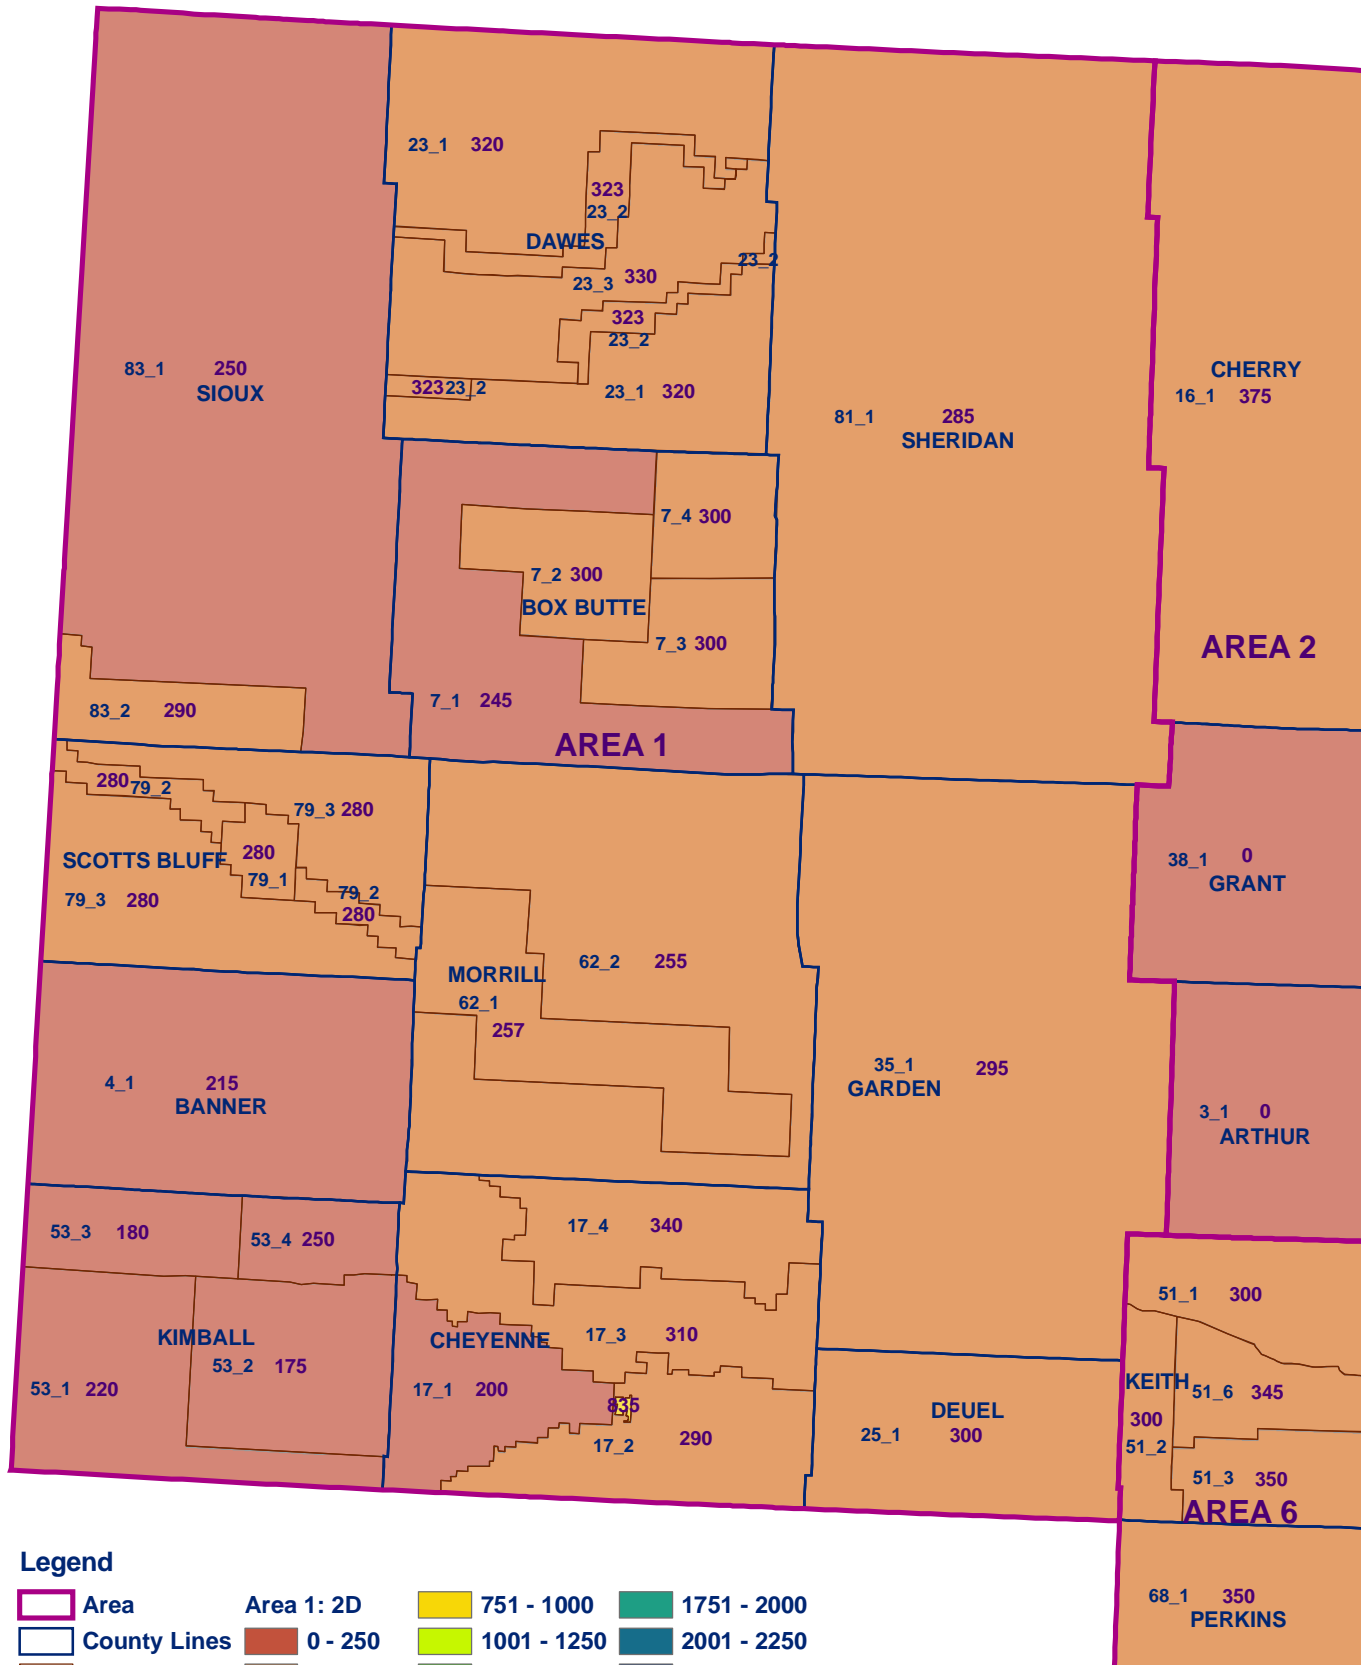 23_1 320
323
23_2
DAWES
23_2
23_3 330
323
23_2
83_1 250
SIOUX
323 23_2
23_1 320
81_1 285
SHERIDAN
CHERRY
16_1 375
7_4 300
7_2 300
BOX BUTTE
7_3 300
AREA 2
7_1 245
83_2 290
AREA 1
280 79_2
79_3 280
SCOTTS BLUFF
280
79_1
79_2
280
79_3 280
38_1 0
GRANT
MORRILL
62_2 255
62_1
257
4_1 215
BANNER
35_1 295
GARDEN
3_1 0
ARTHUR
53_3 180
53_4 250
17_4 340
51_1 300
KIMBALL
53_2 175
CHEYENNE
17_3 310
53_1 220
17_1 200
835
17_2 290
DEUEL
25_1 300
KEITH
51_6 345
300
51_2
51_3 350
AREA 6
68_1 350
PERKINS
Legend
Area
Area 1: 2D
751 - 1000
1751 - 2000
County Lines
0 - 250
1001 - 1250
2001 - 2250